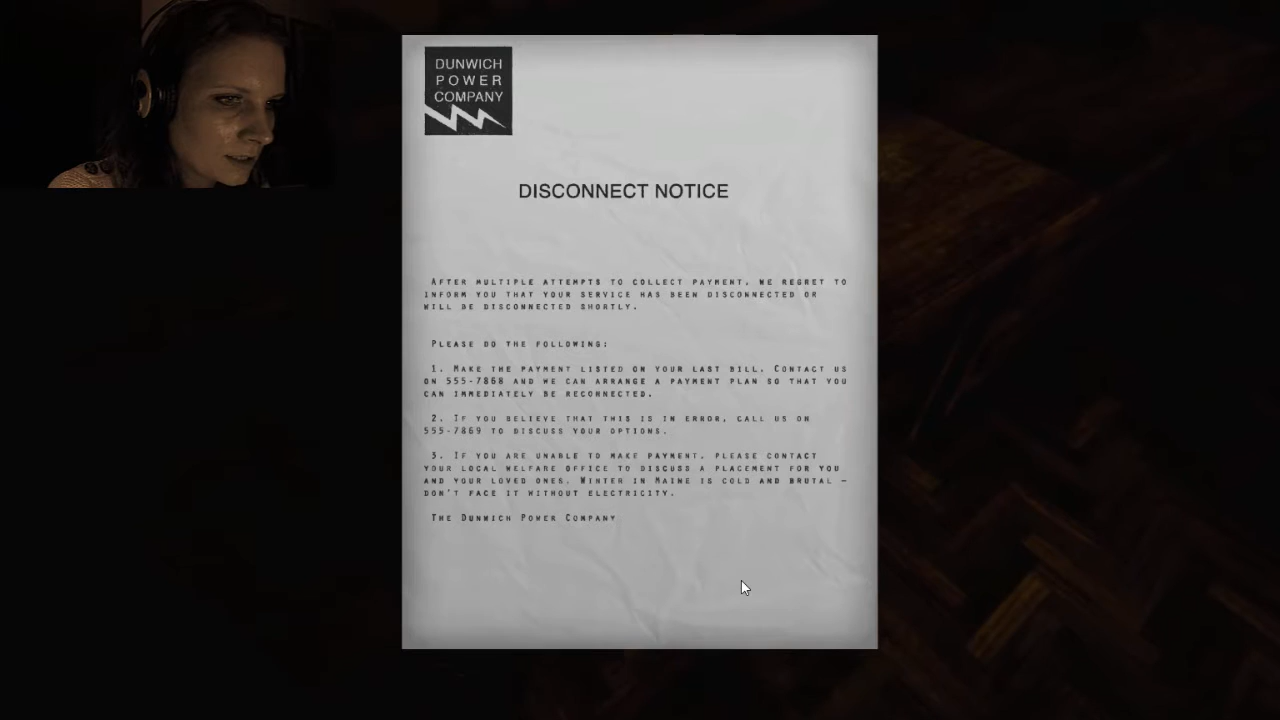 DUNWICH
POWER
COMPANY
DISCONNECT NOTICE
After multiple attempts to collect payment, we regret to
inform you that your service has been disconnected or
will be disconnected shortly.
Please do the following:
1. Make the payment listed on your last bill. Contact us
on 555-7868 and we can arrange a payment plan so that you
can immediately be reconnected.
2. If you believe that this is in error, call us on
555-7869 to discuss your options.
3. If you are unable to make payment, please contact
your local welfare office to discuss a placement for you
and your loved ones. Winter in Maine is cold and brutal –
don't face it without electricity.
The Dunwich Power Company